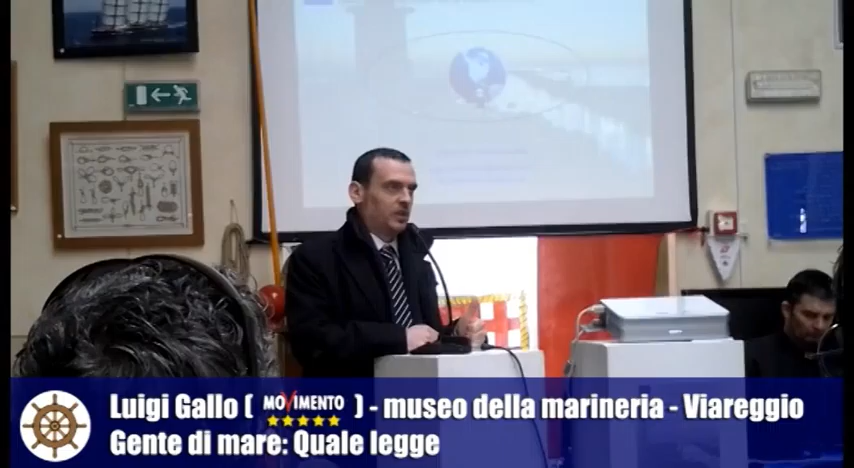 Luigi Gallo ( MOVIMENTO ) - museo della marineria - Viareggio
Gente di mare: Quale legge